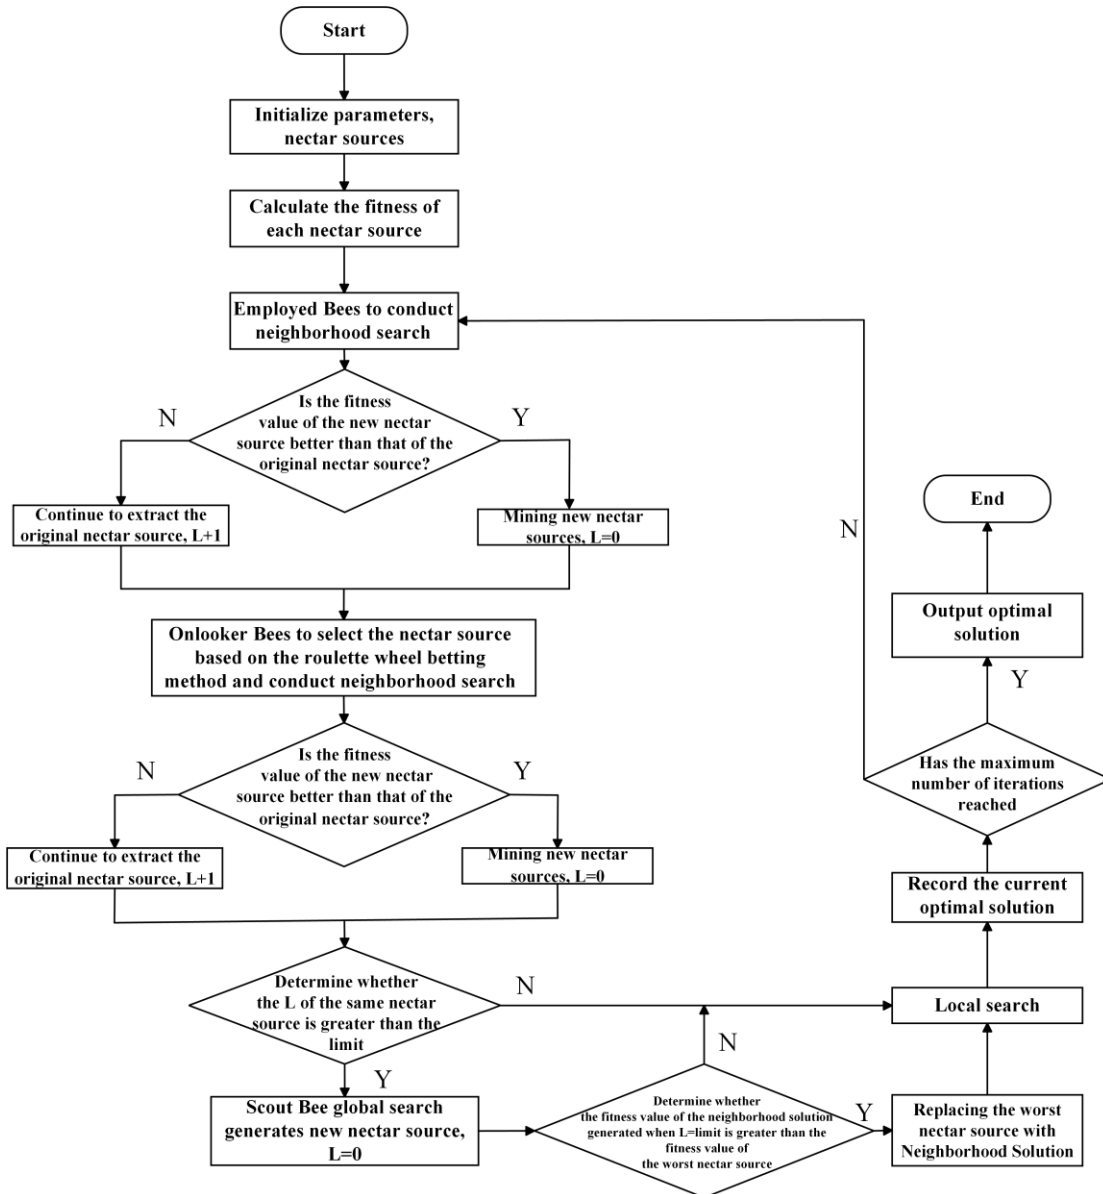 Start
Initialize parameters,
nectar sources
Calculate the fitness of
each nectar source
Employed Bees to conduct
neighborhood search
Is the fitness
value of the new nectar
source better than that of the
original nectar source?
N
Y
Continue to extract the
original nectar source, L+1
Mining new nectar
sources, L=0
Onlooker Bees to select the nectar source
based on the roulette wheel betting
method and conduct neighborhood search
Is the fitness
value of the new nectar
source better than that of the
original nectar source?
N
Y
Continue to extract the
original nectar source, L+1
Mining new nectar
sources, L=0
Determine whether
the L of the same nectar
source is greater than the
limit
N
Y
Scout Bee global search
generates new nectar source,
L=0
Determine whether
the fitness value of the neighborhood solution
generated when L=limit is greater than the
fitness value of
the worst nectar source
N
Y
Replacing the worst
nectar source with
Neighborhood Solution
Local search
Record the current
optimal solution
Has the maximum
number of iterations
reached
N
Y
Output optimal
solution
End